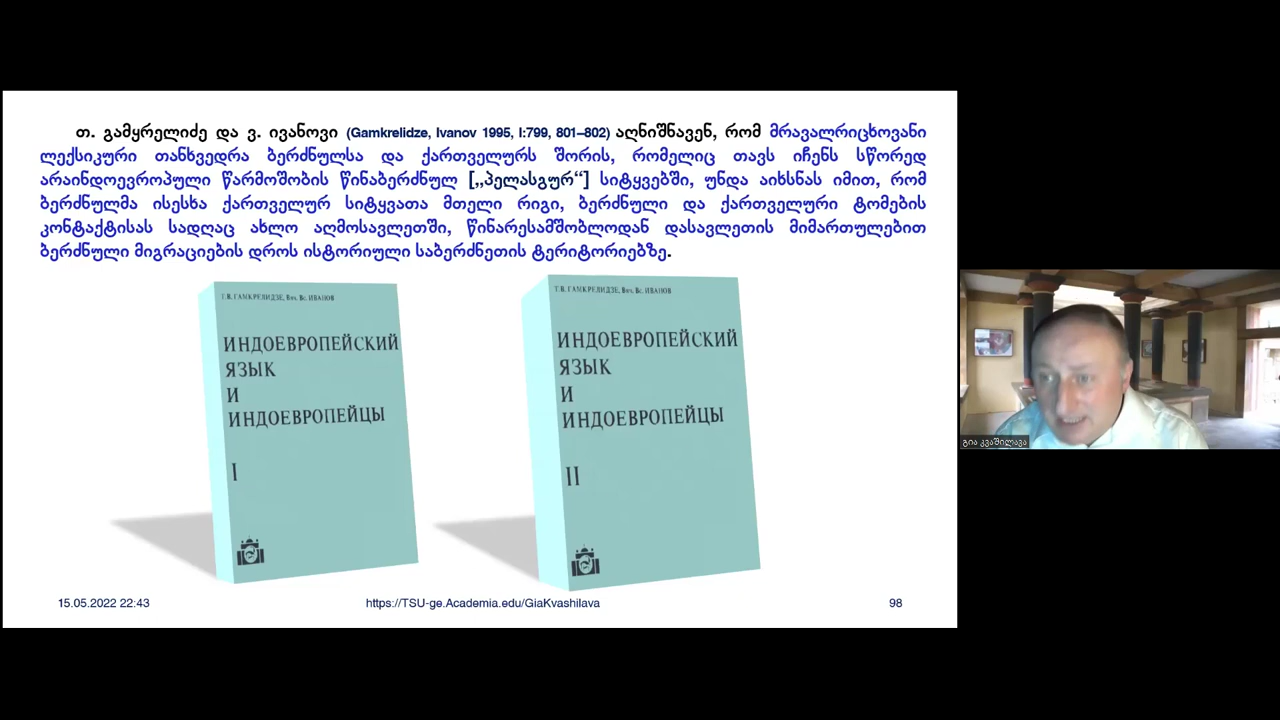 თ. გამყრელიძე და ვ. ივანოვი (Gamkrelidze, Ivanov 1995, I:799, 801–802) აღნიშნავენ, რომ მრავალრიცხოვანი
ლექსიკური თანხვედრა ბერძნულსა და ქართველურს შორის, რომელიც თავს იჩენს სწორედ
არაინდოევროპული წარმოშობის წინაბერძნულ [„პელასგურ“] სიტყვებში, უნდა აიხსნას იმით, რომ
ბერძნულმა ისესხა ქართველურ სიტყვათა მთელი რიგი, ბერძნული და ქართველური ტომების
კონტაქტისას სადღაც ახლო აღმოსავლეთში, წინარესამშობლოდან დასავლეთის მიმართულებით
ბერძნული მიგრაციების დროს ისტორიული საბერძნეთის ტერიტორიებზე.
Т.В. ГАМКРЕЛИДЗЕ, Вяч. Вс. ИВАНОВ
ИНДОЕВРОПЕЙСКИЙ
ЯЗЫК
И
ИНДОЕВРОПЕЙЦЫ
I
Т.В. ГАМКРЕЛИДЗЕ, Вяч. Вс. ИВАНОВ
ИНДОЕВРОПЕЙСКИЙ
ЯЗЫК
И
ИНДОЕВРОПЕЙЦЫ
II
15.05.2022 22:43
https://TSU-ge.Academia.edu/GiaKvashilava
98
გია კვაშილავა